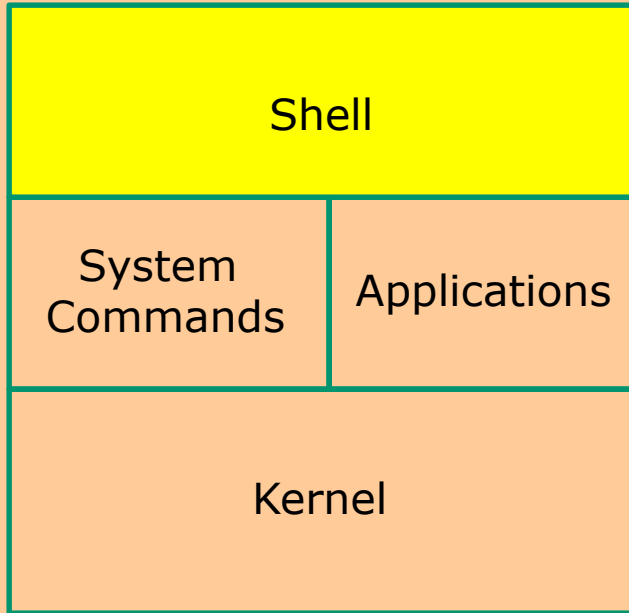 Shell
System
Commands
Applications
Kernel